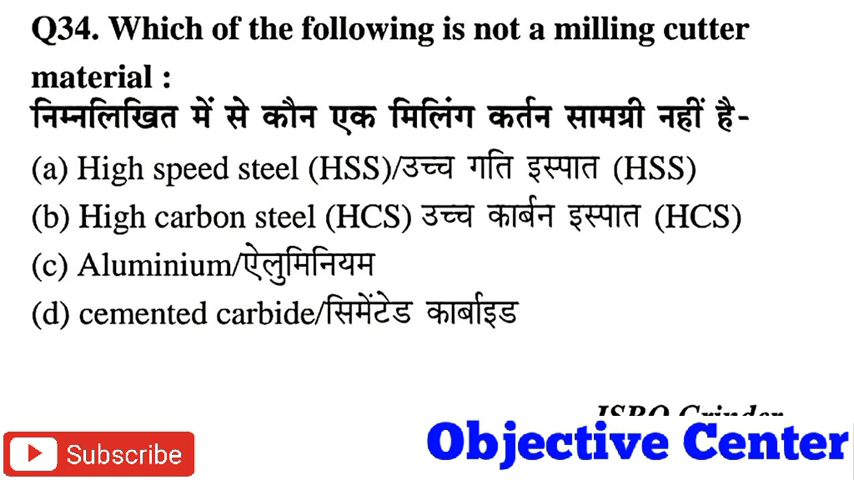 Q34. Which of the following is not a milling cutter
material :
निम्नलिखित में से कौन एक मिलिंग कर्तन सामग्री नहीं है-
(a) High speed steel (HSS)/उच्च गति इस्पात (HSS)
(b) High carbon steel (HCS) उच्च कार्बन इस्पात (HCS)
(c) Aluminium/ऐलुमिनियम
(d) cemented carbide/सिमेंटेड कार्बाइड
ISRO Grinder
Objective Center
Subscribe